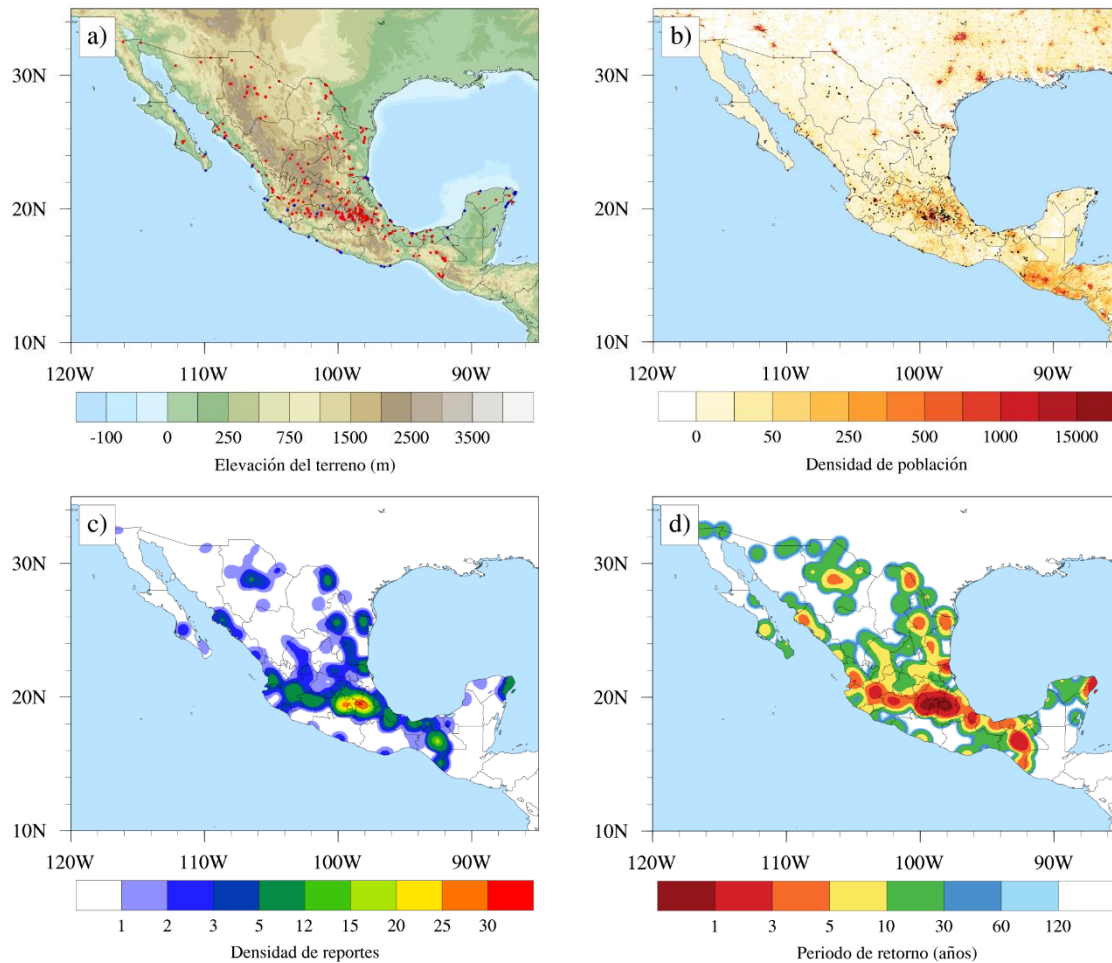 a)
30N
20N
10N
120W 110W 100W 90W
-100 0 250 750 1500 2500 3500
Elevación del terreno (m)
b)
30N
20N
10N
120W 110W 100W 90W
0 50 250 500 1000 15000
Densidad de población
c)
30N
20N
10N
120W 110W 100W 90W
1 2 3 5 12 15 20 25 30
Densidad de reportes
d)
30N
20N
10N
120W 110W 100W 90W
1 3 5 10 30 60 120
Periodo de retorno (años)